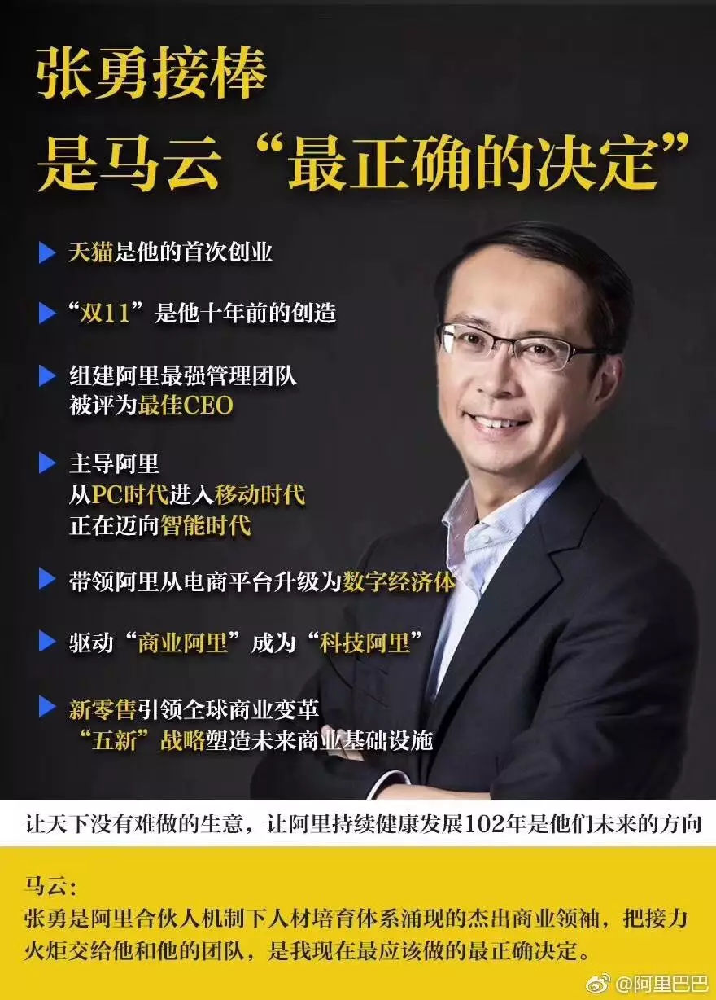 张勇接棒
是马云“最正确的决定”
天猫是他的首次创业
“双11”是他十年前的创造
组建阿里最强管理团队
被评为最佳CEO
主导阿里
从PC时代进入移动时代
正在迈向智能时代
带领阿里从电商平台升级为数字经济体
驱动“商业阿里”成为“科技阿里”
新零售引领全球商业变革
“五新”战略塑造未来商业基础设施
让天下没有难做的生意，让阿里持续健康发展102年是他们未来的方向
马云：
张勇是阿里合伙人机制下人材培育体系涌现的杰出商业领袖，把接力
火炬交给他和他的团队，是我现在最应该做的最正确决定。
@阿里巴巴